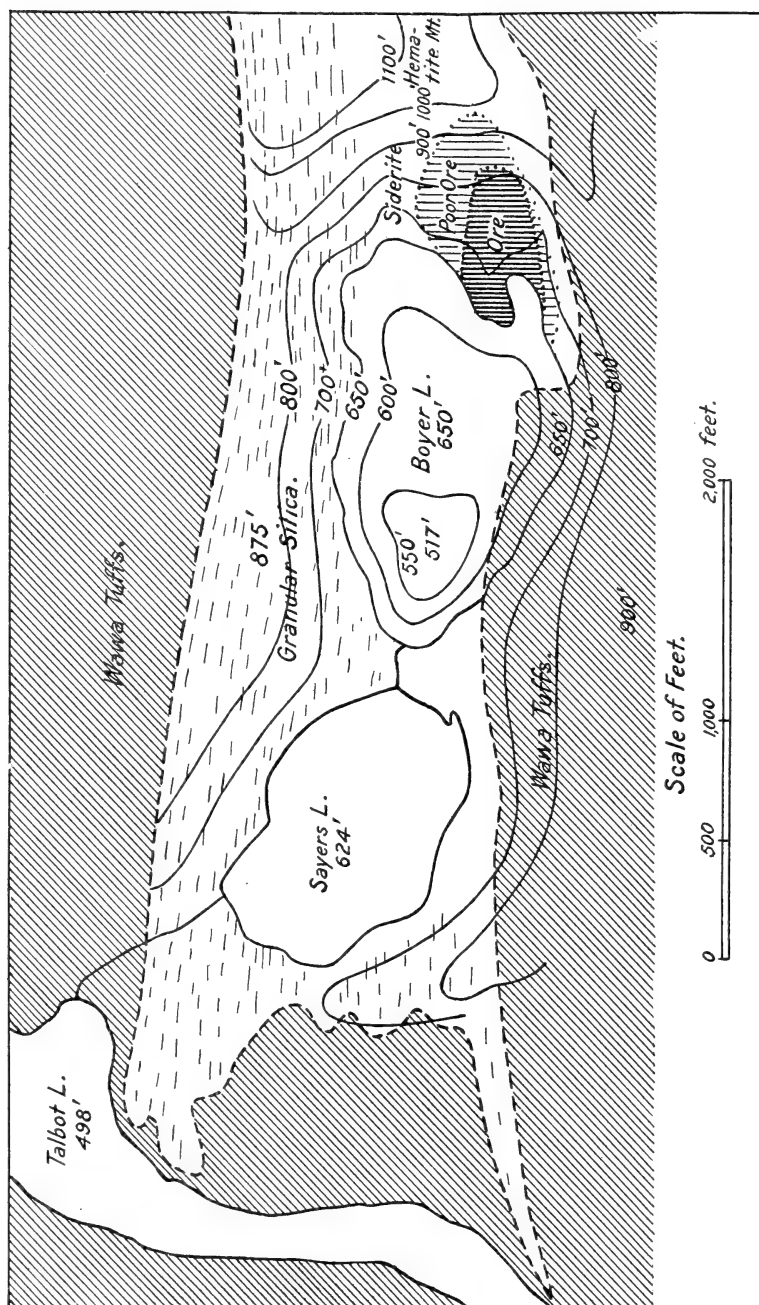 1100'
Hema-
tite Mt.
1000'
900'
Siderite
Poor Ore
Ore
800'
700'
650'
600'
Boyer L.
650'
550'
517'
875'
Granular Silica.
Wawa Tuffs.
Sayers L.
624'
Talbot L.
498'
650'
700'
800'
Wawa Tuffs.
900'
Scale of Feet.
0 500 1,000 2,000 feet.